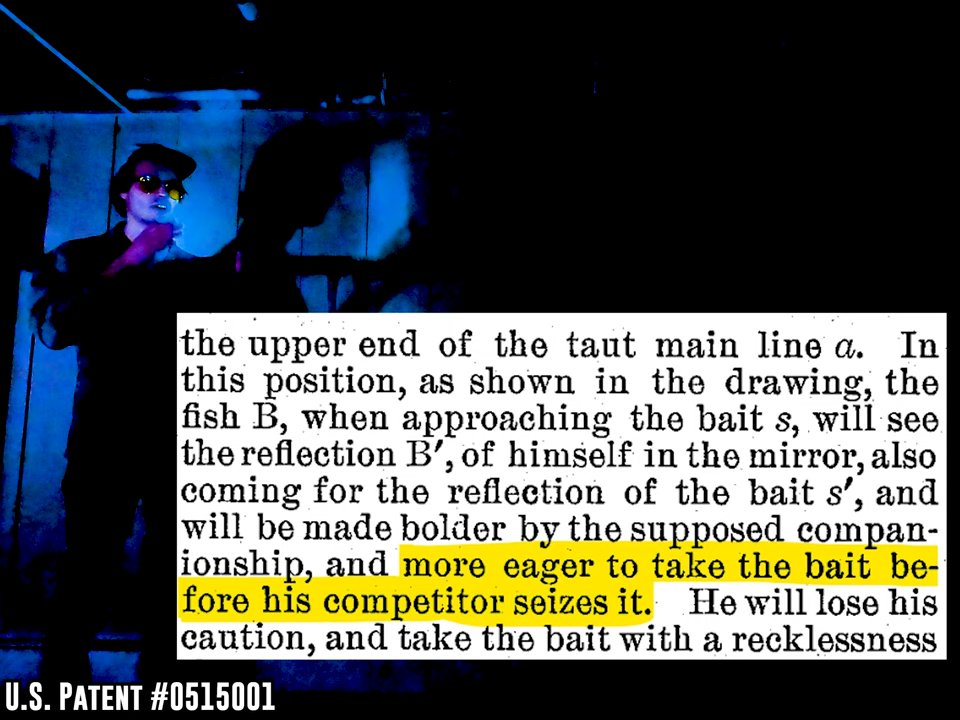 the upper end of the taut main line a. In
this position, as shown in the drawing, the
fish B, when approaching the bait s, will see
the reflection B′, of himself in the mirror, also
coming for the reflection of the bait s′, and
will be made bolder by the supposed compan-
ionship, and more eager to take the bait be-
fore his competitor seizes it. He will lose his
caution, and take the bait with a recklessness
U.S. PATENT #0515001